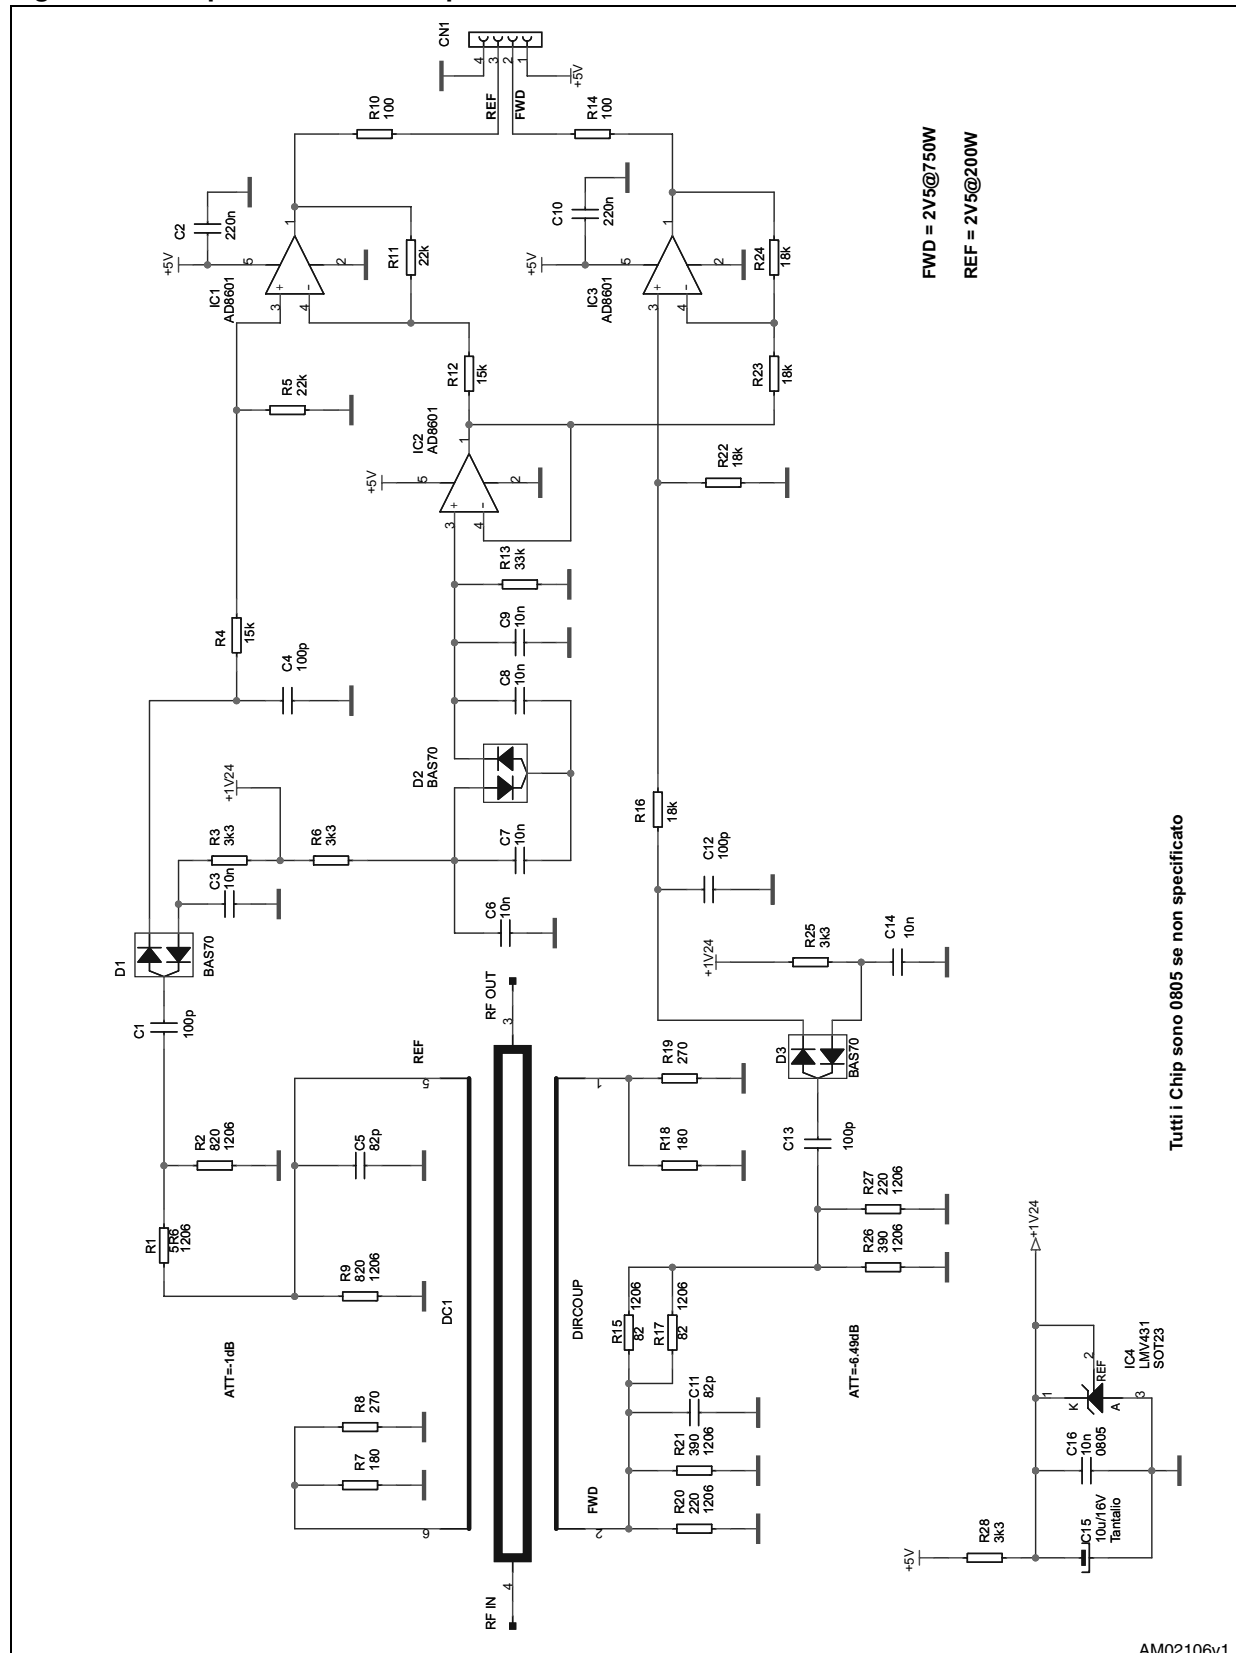 CN1
4
3
2
1
+5V
REF
FWD
R10
100
R14
100
C2
220n
+5V
5
1
2
IC1
AD8601
3
4
+
-
R11
22k
C10
220n
+5V
5
1
2
IC3
AD8601
3
4
+
-
R24
18k
FWD = 2V5@750W
REF = 2V5@200W
R5
22k
R12
15k
R23
18k
IC2
AD8601
+5V
5
1
2
3
4
+
-
R22
18k
R13
33k
R4
15k
C4
100p
C9
10n
C8
10n
D2
BAS70
+1V24
R3
3k3
R6
3k3
C3
10n
C7
10n
C6
10n
R16
18k
C12
100p
D1
BAS70
C1
100p
+1V24
R25
3k3
C14
10n
RF OUT
3
REF
5
D3
BAS70
R19
270
1
R18
180
C13
100p
R2
820
1206
C5
82p
R1
5R6
1206
R9
820
1206
DC1
DIRCOUP
R27
220
1206
R26
390
1206
R15
82
1206
R17
82
1206
ATT=-1dB
ATT=-6.49dB
R8
270
R7
180
6
C11
82p
R21
390
1206
R20
220
1206
FWD
2
RF IN
4
Tutti i Chip sono 0805 se non specificato
+1V24
IC4
LMV431
SOT23
1
2
3
K
REF
A
C16
10n
0805
C15
10u/16V
Tantalio
R28
3k3
+5V
AM02106v1